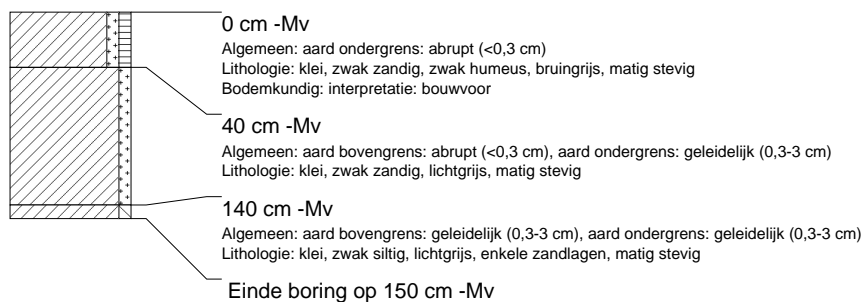 0 cm -Mv
Algemeen: aard ondergrens: abrupt (<0,3 cm)
Lithologie: klei, zwak zandig, zwak humeus, bruingrijs, matig stevig
Bodemkundig: interpretatie: bouwvoor
40 cm -Mv
Algemeen: aard bovengrens: abrupt (<0,3 cm), aard ondergrens: geleidelijk (0,3-3 cm)
Lithologie: klei, zwak zandig, lichtgrijs, matig stevig
140 cm -Mv
Algemeen: aard bovengrens: geleidelijk (0,3-3 cm), aard ondergrens: geleidelijk (0,3-3 cm)
Lithologie: klei, zwak siltig, lichtgrijs, enkele zandlagen, matig stevig
Einde boring op 150 cm -Mv